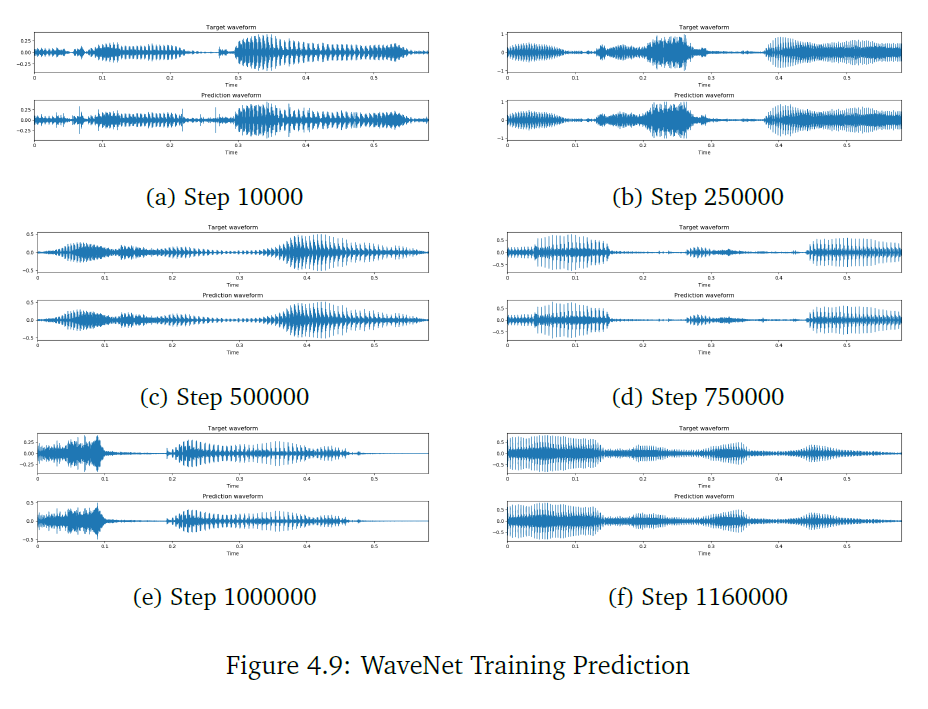 Target waveform
0.25
0.00
−0.25
0 0.1 0.2 0.3 0.4 0.5
Time
Prediction waveform
0.25
0.00
−0.25
0 0.1 0.2 0.3 0.4 0.5
Time
(a) Step 10000
Target waveform
1
0
−1
0 0.1 0.2 0.3 0.4 0.5
Time
Prediction waveform
1
0
−1
0 0.1 0.2 0.3 0.4 0.5
Time
(b) Step 250000
Target waveform
0.5
0.0
−0.5
0 0.1 0.2 0.3 0.4 0.5
Time
Prediction waveform
0.5
0.0
−0.5
0 0.1 0.2 0.3 0.4 0.5
Time
(c) Step 500000
Target waveform
0.5
0.0
−0.5
0 0.1 0.2 0.3 0.4 0.5
Time
Prediction waveform
0.5
0.0
−0.5
0 0.1 0.2 0.3 0.4 0.5
Time
(d) Step 750000
Target waveform
0.25
0.00
−0.25
0 0.1 0.2 0.3 0.4 0.5
Time
Prediction waveform
0.5
0.0
−0.5
0 0.1 0.2 0.3 0.4 0.5
Time
(e) Step 1000000
Target waveform
0.5
0.0
−0.5
0 0.1 0.2 0.3 0.4 0.5
Time
Prediction waveform
0.5
0.0
−0.5
0 0.1 0.2 0.3 0.4 0.5
Time
(f) Step 1160000
Figure 4.9: WaveNet Training Prediction